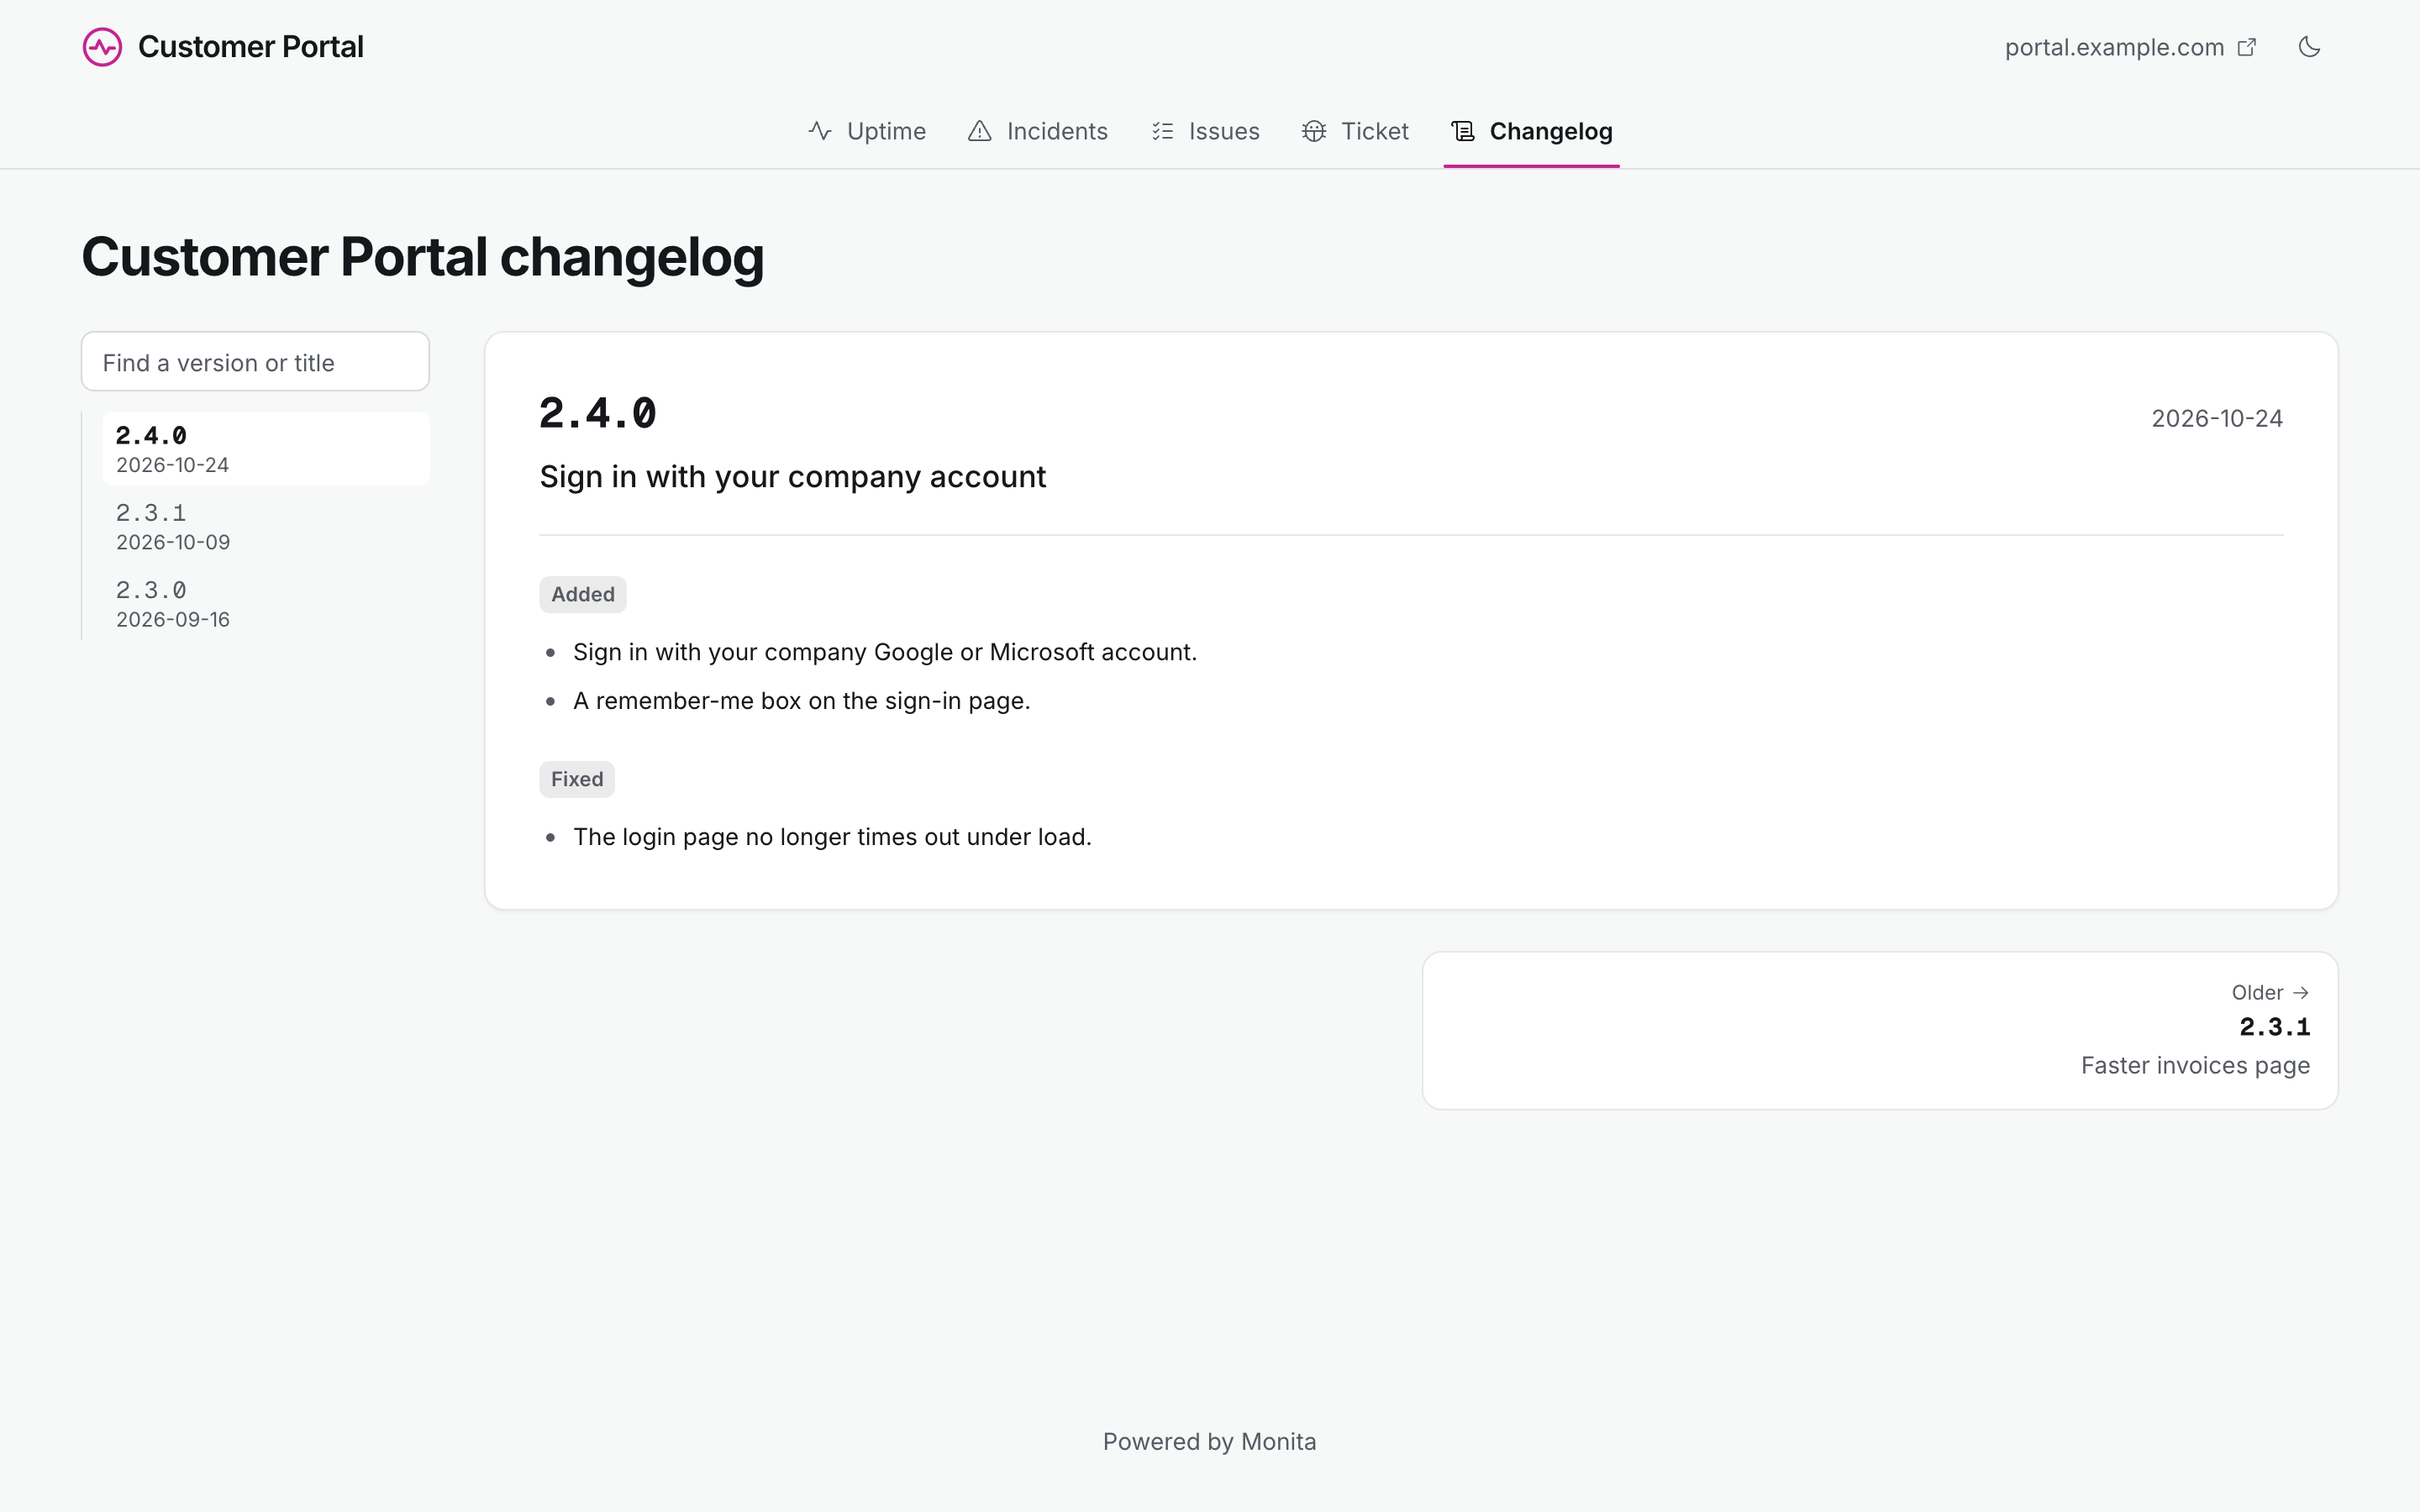 Customer Portal
portal.example.com
Uptime
Incidents
Issues
Ticket
Changelog
Customer Portal changelog
Find a version or title
2.4.0
2026-10-24
2.3.1
2026-10-09
2.3.0
2026-09-16
2.4.0
2026-10-24
Sign in with your company account
Added
Sign in with your company Google or Microsoft account.
A remember-me box on the sign-in page.
Fixed
The login page no longer times out under load.
Older →
2.3.1
Faster invoices page
Powered by Monita